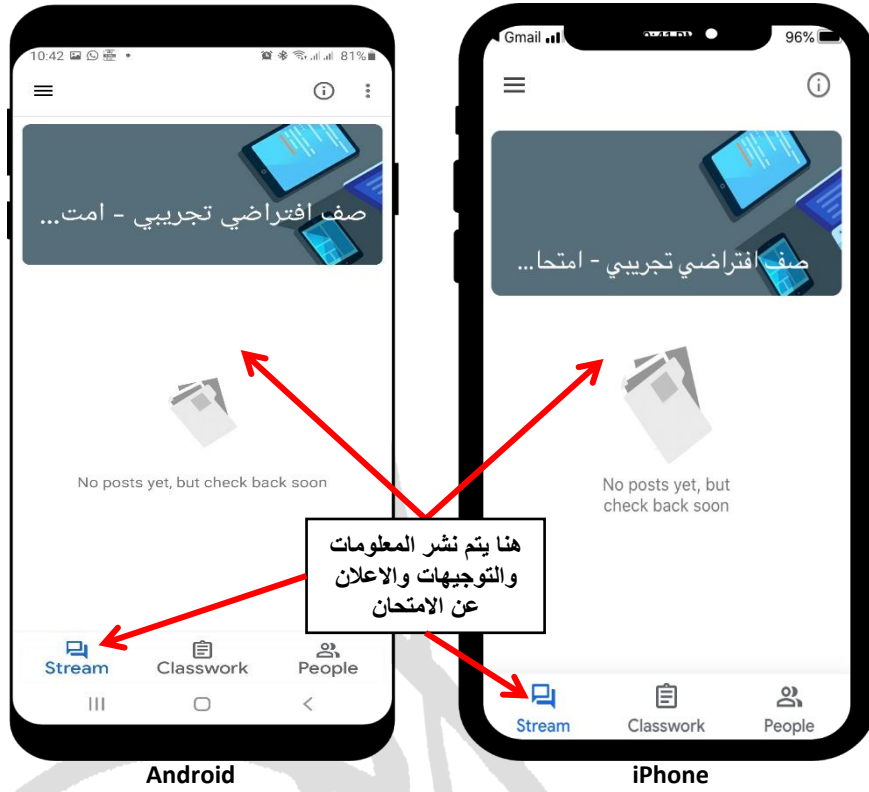 10:42
81%
صف افتراضي تجريبي - امت...
No posts yet, but check back soon
Stream
Classwork
People
Android
Gmail
96%
صف افتراضي تجريبي - امتحا...
No posts yet, but
check back soon
Stream
Classwork
People
iPhone
هنا يتم نشر المعلومات
والتوجيهات والاعلان
عن الامتحان